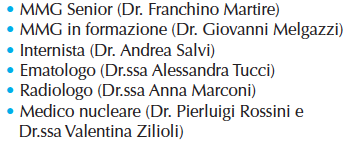 • MMG Senior (Dr. Franchino Martire)
• MMG in formazione (Dr. Giovanni Melgazzi)
• Internista (Dr. Andrea Salvi)
• Ematologo (Dr.ssa Alessandra Tucci)
• Radiologo (Dr.ssa Anna Marconi)
• Medico nucleare (Dr. Pierluigi Rossini e
Dr.ssa Valentina Zilioli)